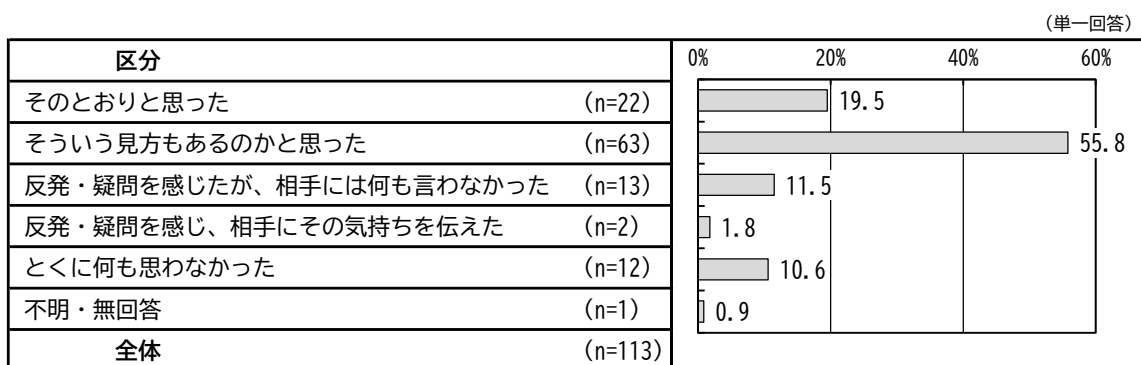 (単一回答)
区分 0% 20% 40% 60%
そのとおりと思った (n=22) 19.5
そういう見方もあるのかと思った (n=63) 55.8
反発・疑問を感じたが、相手には何も言わなかった (n=13) 11.5
反発・疑問を感じ、相手にその気持ちを伝えた (n=2) 1.8
とくに何も思わなかった (n=12) 10.6
不明・無回答 (n=1) 0.9
全体 (n=113)